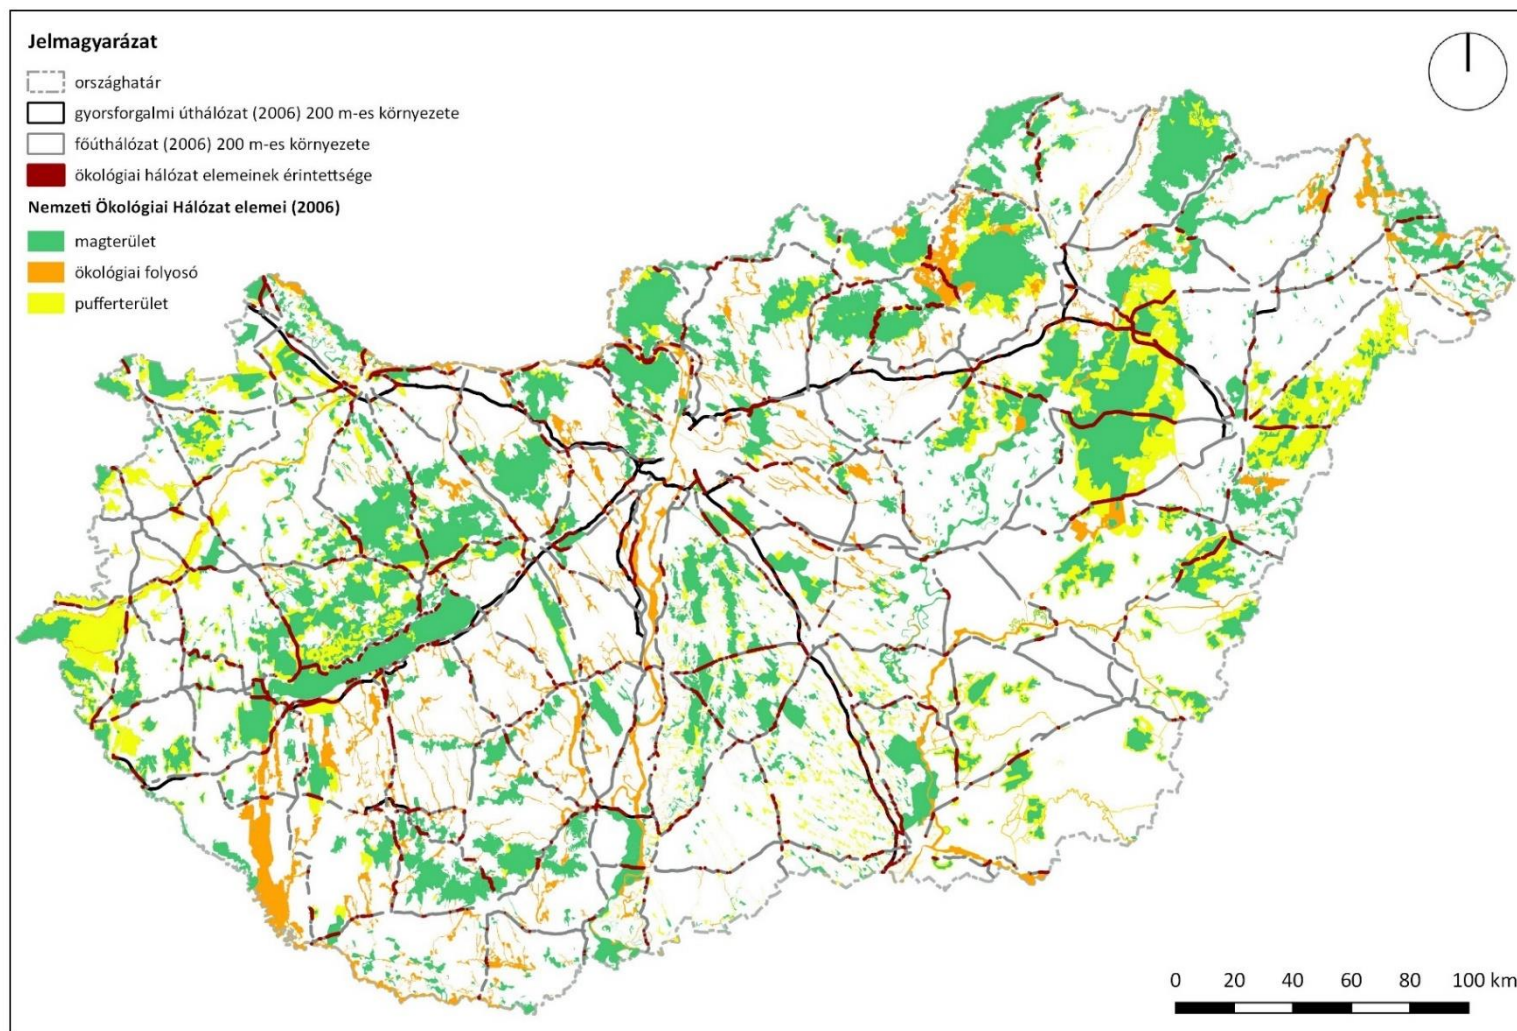 Jelmagyarázat
országhatár
gyorsforgalmi úthálózat (2006) 200 m-es környezete
főúthálózat (2006) 200 m-es környezete
ökológiai hálózat elemeinek érintettsége
Nemzeti Ökológiai Hálózat elemei (2006)
magterület
ökológiai folyosó
pufferterület
0 20 40 60 80 100 km